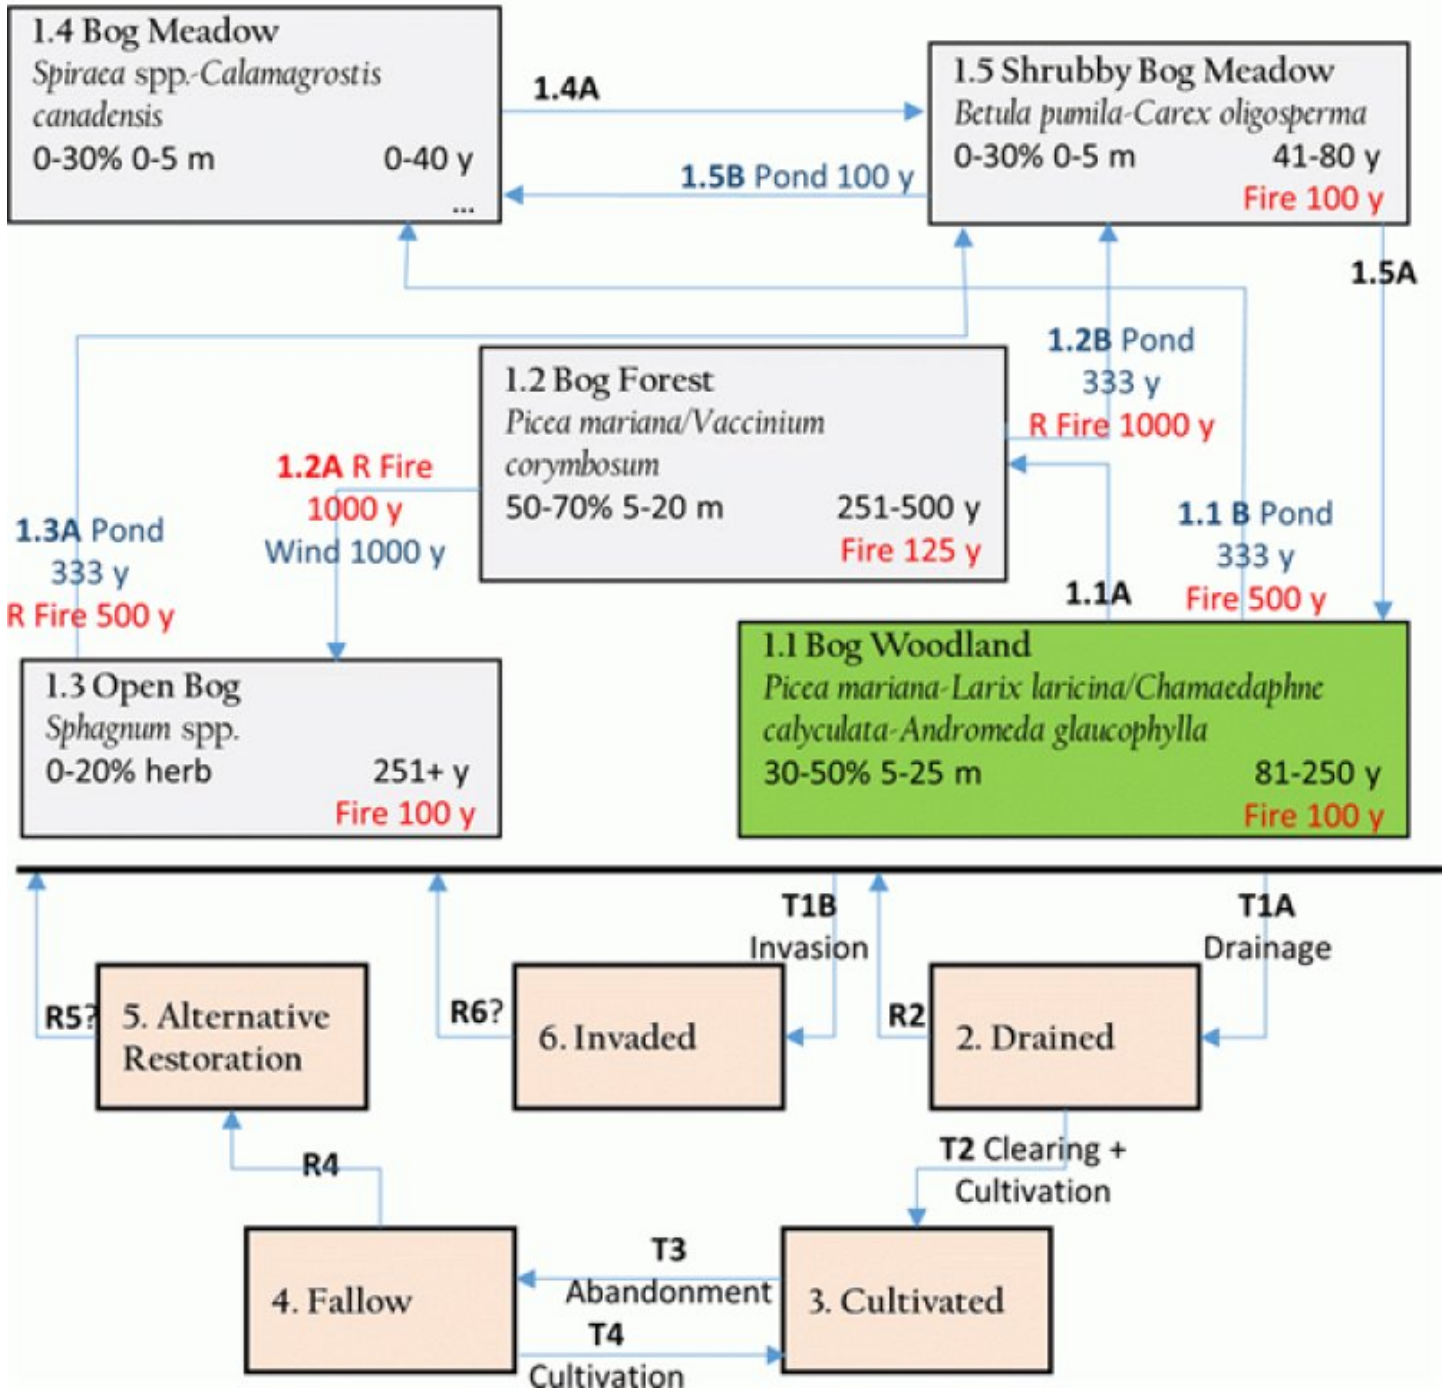 1.4 Bog Meadow
Spiraea spp.-Calamagrostis
canadensis
0-30% 0-5 m 0-40 y
...
1.4A
1.5B Pond 100 y
1.5 Shrubby Bog Meadow
Betula pumila-Carex oligosperma
0-30% 0-5 m 41-80 y
Fire 100 y
1.5A
1.2B Pond
333 y
R Fire 1000 y
1.2 Bog Forest
Picea mariana/Vaccinium
corymbosum
50-70% 5-20 m 251-500 y
Fire 125 y
1.2A R Fire
1000 y
Wind 1000 y
1.3A Pond
333 y
R Fire 500 y
1.1A
1.1 B Pond
333 y
Fire 500 y
1.3 Open Bog
Sphagnum spp.
0-20% herb 251+ y
Fire 100 y
1.1 Bog Woodland
Picea mariana-Larix laricina/Chamaedaphne
calyculata-Andromeda glaucophylla
30-50% 5-25 m 81-250 y
Fire 100 y
T1B
Invasion
T1A
Drainage
R5?
5. Alternative
Restoration
R6?
6. Invaded
R2
2. Drained
T2 Clearing +
Cultivation
R4
4. Fallow
T3
Abandonment
T4
Cultivation
3. Cultivated